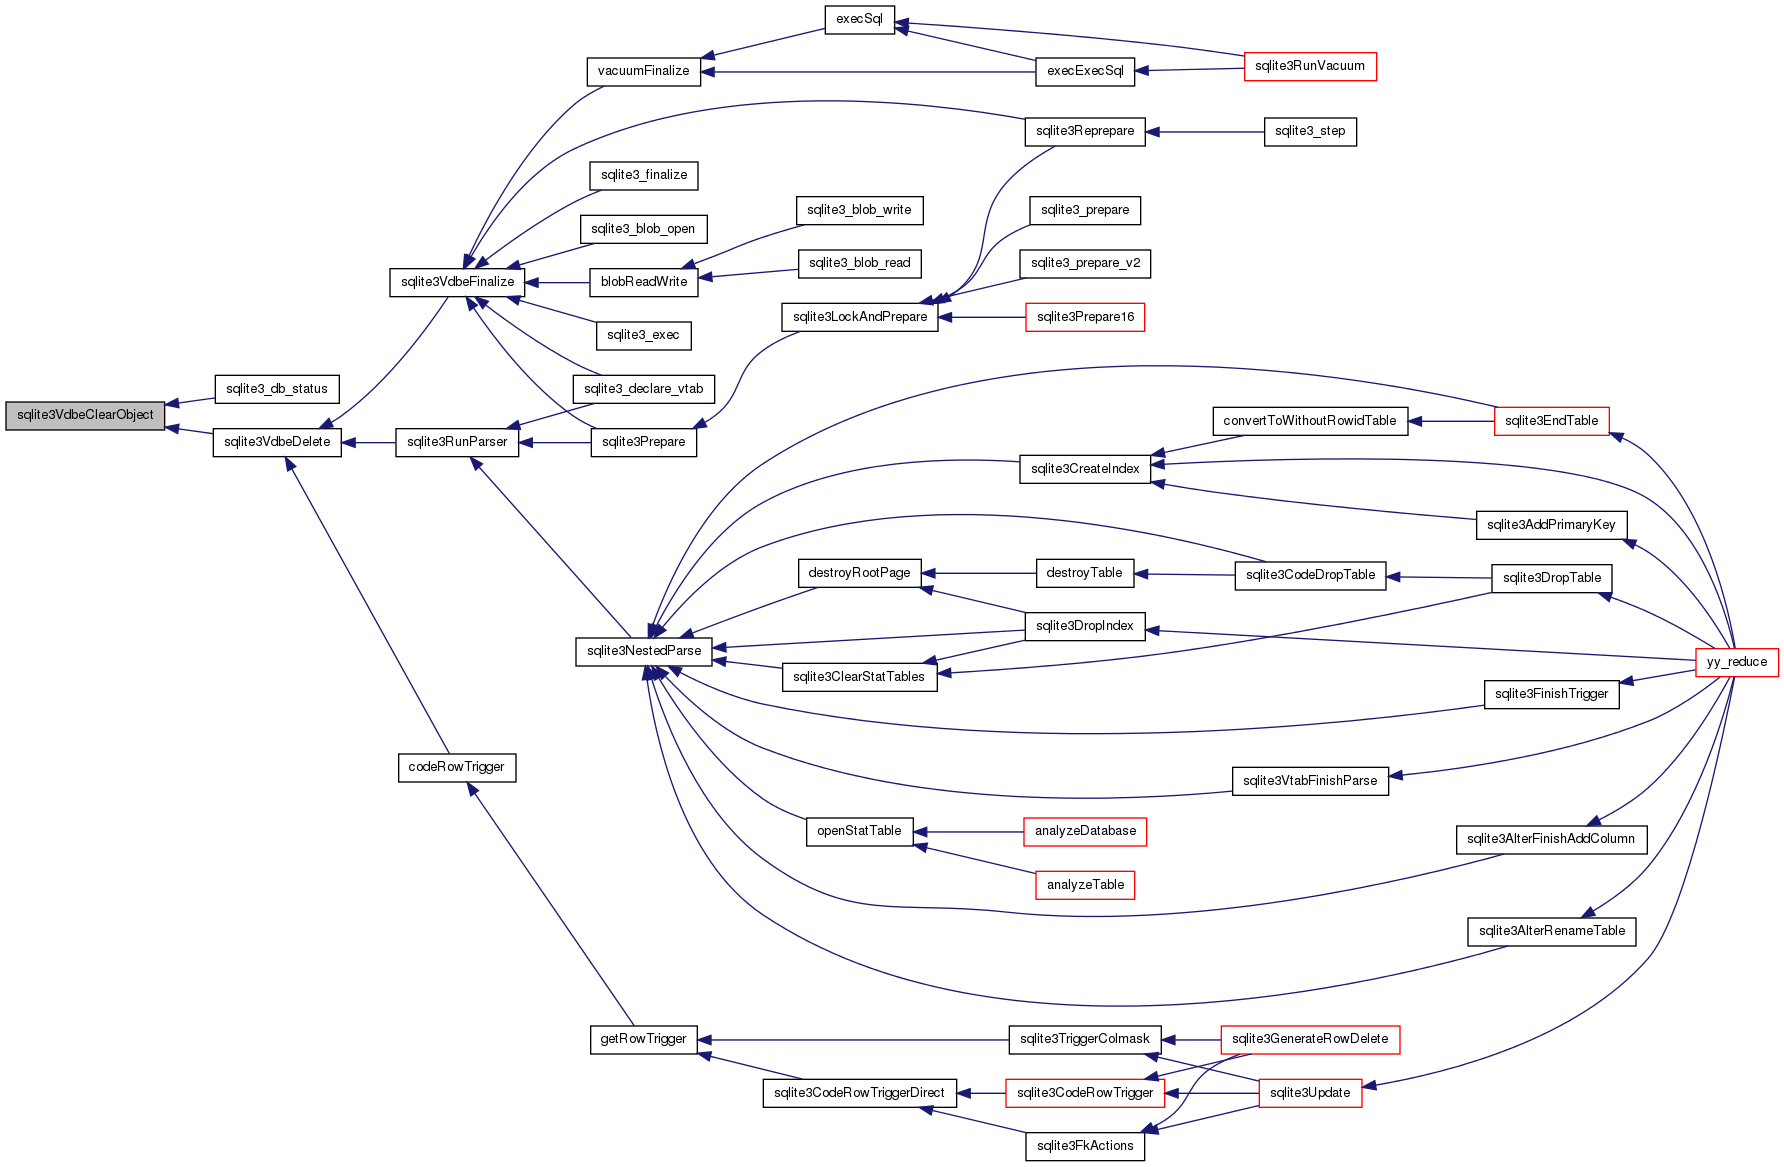 execSql
vacuumFinalize
execExecSql
sqlite3RunVacuum
sqlite3Reprepare
sqlite3_step
sqlite3_finalize
sqlite3_blob_write
sqlite3_prepare
sqlite3_blob_open
sqlite3_blob_read
sqlite3_prepare_v2
sqlite3VdbeFinalize
blobReadWrite
sqlite3LockAndPrepare
sqlite3Prepare16
sqlite3_exec
sqlite3_db_status
sqlite3_declare_vtab
sqlite3VdbeClearObject
convertToWithoutRowidTable
sqlite3EndTable
sqlite3VdbeDelete
sqlite3RunParser
sqlite3Prepare
sqlite3CreateIndex
sqlite3AddPrimaryKey
destroyRootPage
destroyTable
sqlite3CodeDropTable
sqlite3DropTable
sqlite3DropIndex
sqlite3NestedParse
yy_reduce
sqlite3ClearStatTables
sqlite3FinishTrigger
codeRowTrigger
sqlite3VtabFinishParse
openStatTable
analyzeDatabase
sqlite3AlterFinishAddColumn
analyzeTable
sqlite3AlterRenameTable
getRowTrigger
sqlite3TriggerColmask
sqlite3GenerateRowDelete
sqlite3CodeRowTriggerDirect
sqlite3CodeRowTrigger
sqlite3Update
sqlite3FkActions